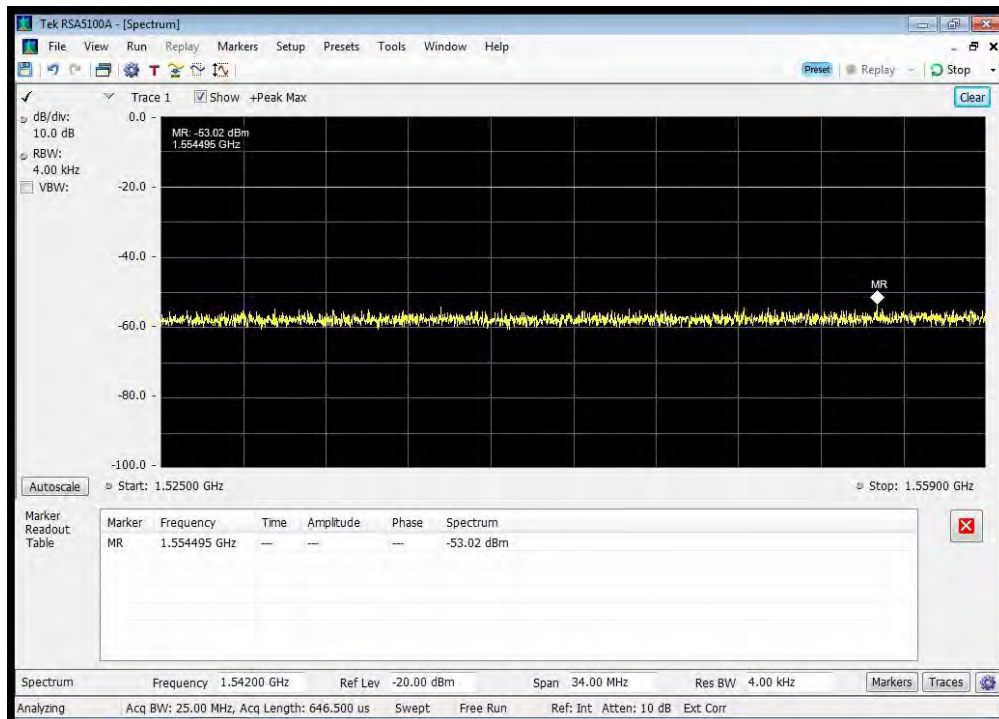 Tek RSA5100A - [Spectrum]
File View Run Replay Markers Setup Presets Tools Window Help
Preset Replay Stop
Trace 1 Show +Peak Max Clear
dB/div:
10.0 dB
RBW:
4.00 kHz
VBW:
0.0
-20.0
-40.0
-60.0
-80.0
-100.0
MR: -53.02 dBm
1.554495 GHz
MR
Autoscale Start: 1.52500 GHz Stop: 1.55900 GHz
Marker
Readout
Table
Marker Frequency Time Amplitude Phase Spectrum
MR 1.554495 GHz --- --- --- -53.02 dBm
Spectrum Frequency 1.54200 GHz Ref Lev -20.00 dBm Span 34.00 MHz Res BW 4.00 kHz Markers Traces
Analyzing Acq BW: 25.00 MHz, Acq Length: 646.500 us Swept Free Run Ref: Int Atten: 10 dB Ext Corr